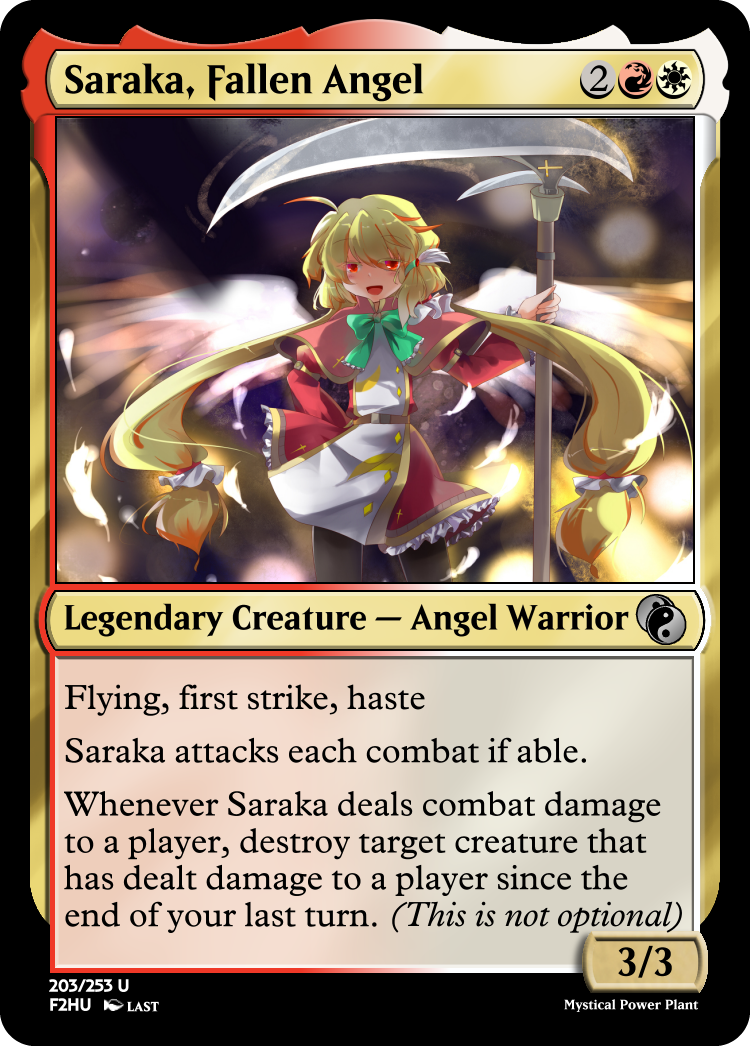 Saraka, Fallen Angel 2
Legendary Creature — Angel Warrior
Flying, first strike, haste
Saraka attacks each combat if able.
Whenever Saraka deals combat damage
to a player, destroy target creature that
has dealt damage to a player since the
end of your last turn. (This is not optional)
3/3
203/253 U
F2HU LAST
Mystical Power Plant